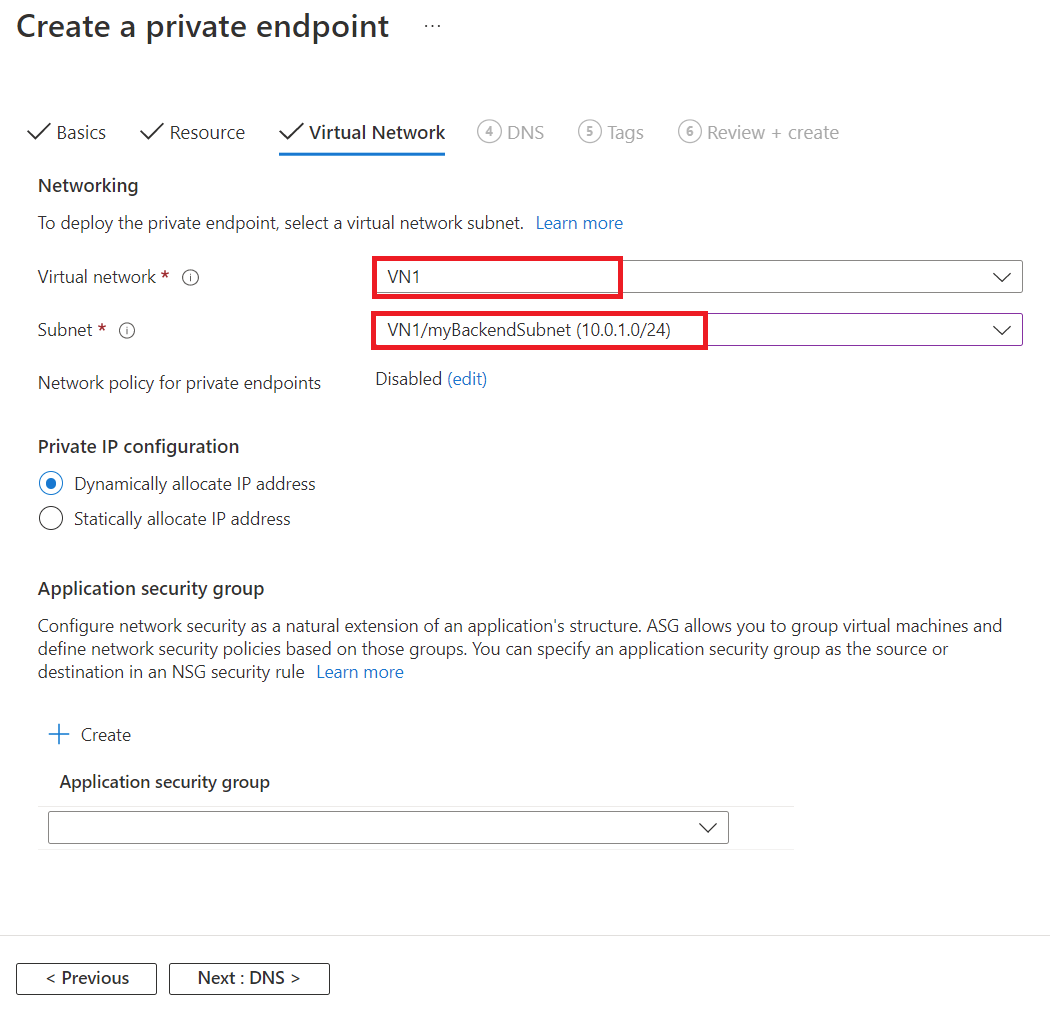 Create a private endpoint ...
Basics Resource Virtual Network 4 DNS 5 Tags 6 Review + create
Networking
To deploy the private endpoint, select a virtual network subnet. Learn more
Virtual network * VN1
Subnet * VN1/myBackendSubnet (10.0.1.0/24)
Network policy for private endpoints Disabled (edit)
Private IP configuration
Dynamically allocate IP address
Statically allocate IP address
Application security group
Configure network security as a natural extension of an application's structure. ASG allows you to group virtual machines and
define network security policies based on those groups. You can specify an application security group as the source or
destination in an NSG security rule Learn more
+ Create
Application security group
< Previous Next : DNS >